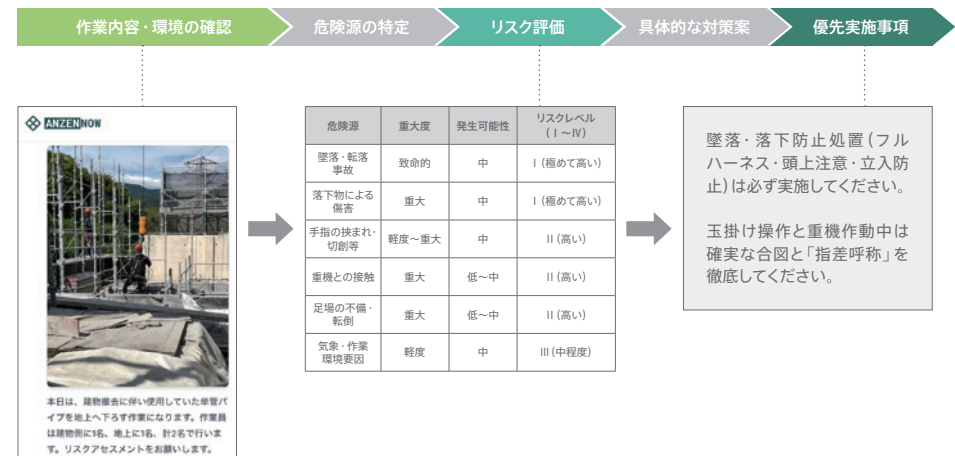 作業内容・環境の確認
危険源の特定
リスク評価
具体的な対策案
優先実施事項
ANZEN NOW
本日は、建物撤去に伴い使用していた単管パ
イプを地上へ下ろす作業になります。作業員
は建物側に1名、地上に1名、計2名で行いま
す。リスクアセスメントをお願いします。
危険源 重大度 発生可能性 リスクレベル
(I~IV)
墜落・転落
事故 致命的 中 I(極めて高い)
落下物による
傷害 重大 中 I(極めて高い)
手指の挟まれ・
切創等 軽度~重大 中 II(高い)
重機との接触 重大 低~中 II(高い)
足場の不備・
転倒 重大 低~中 II(高い)
気象・作業
環境要因 軽度 中 III(中程度)
墜落・落下防止処置(フル
ハーネス・頭上注意・立入防
止)は必ず実施してください。
玉掛け操作と重機作動中は
確実な合図と「指差呼称」を
徹底してください。